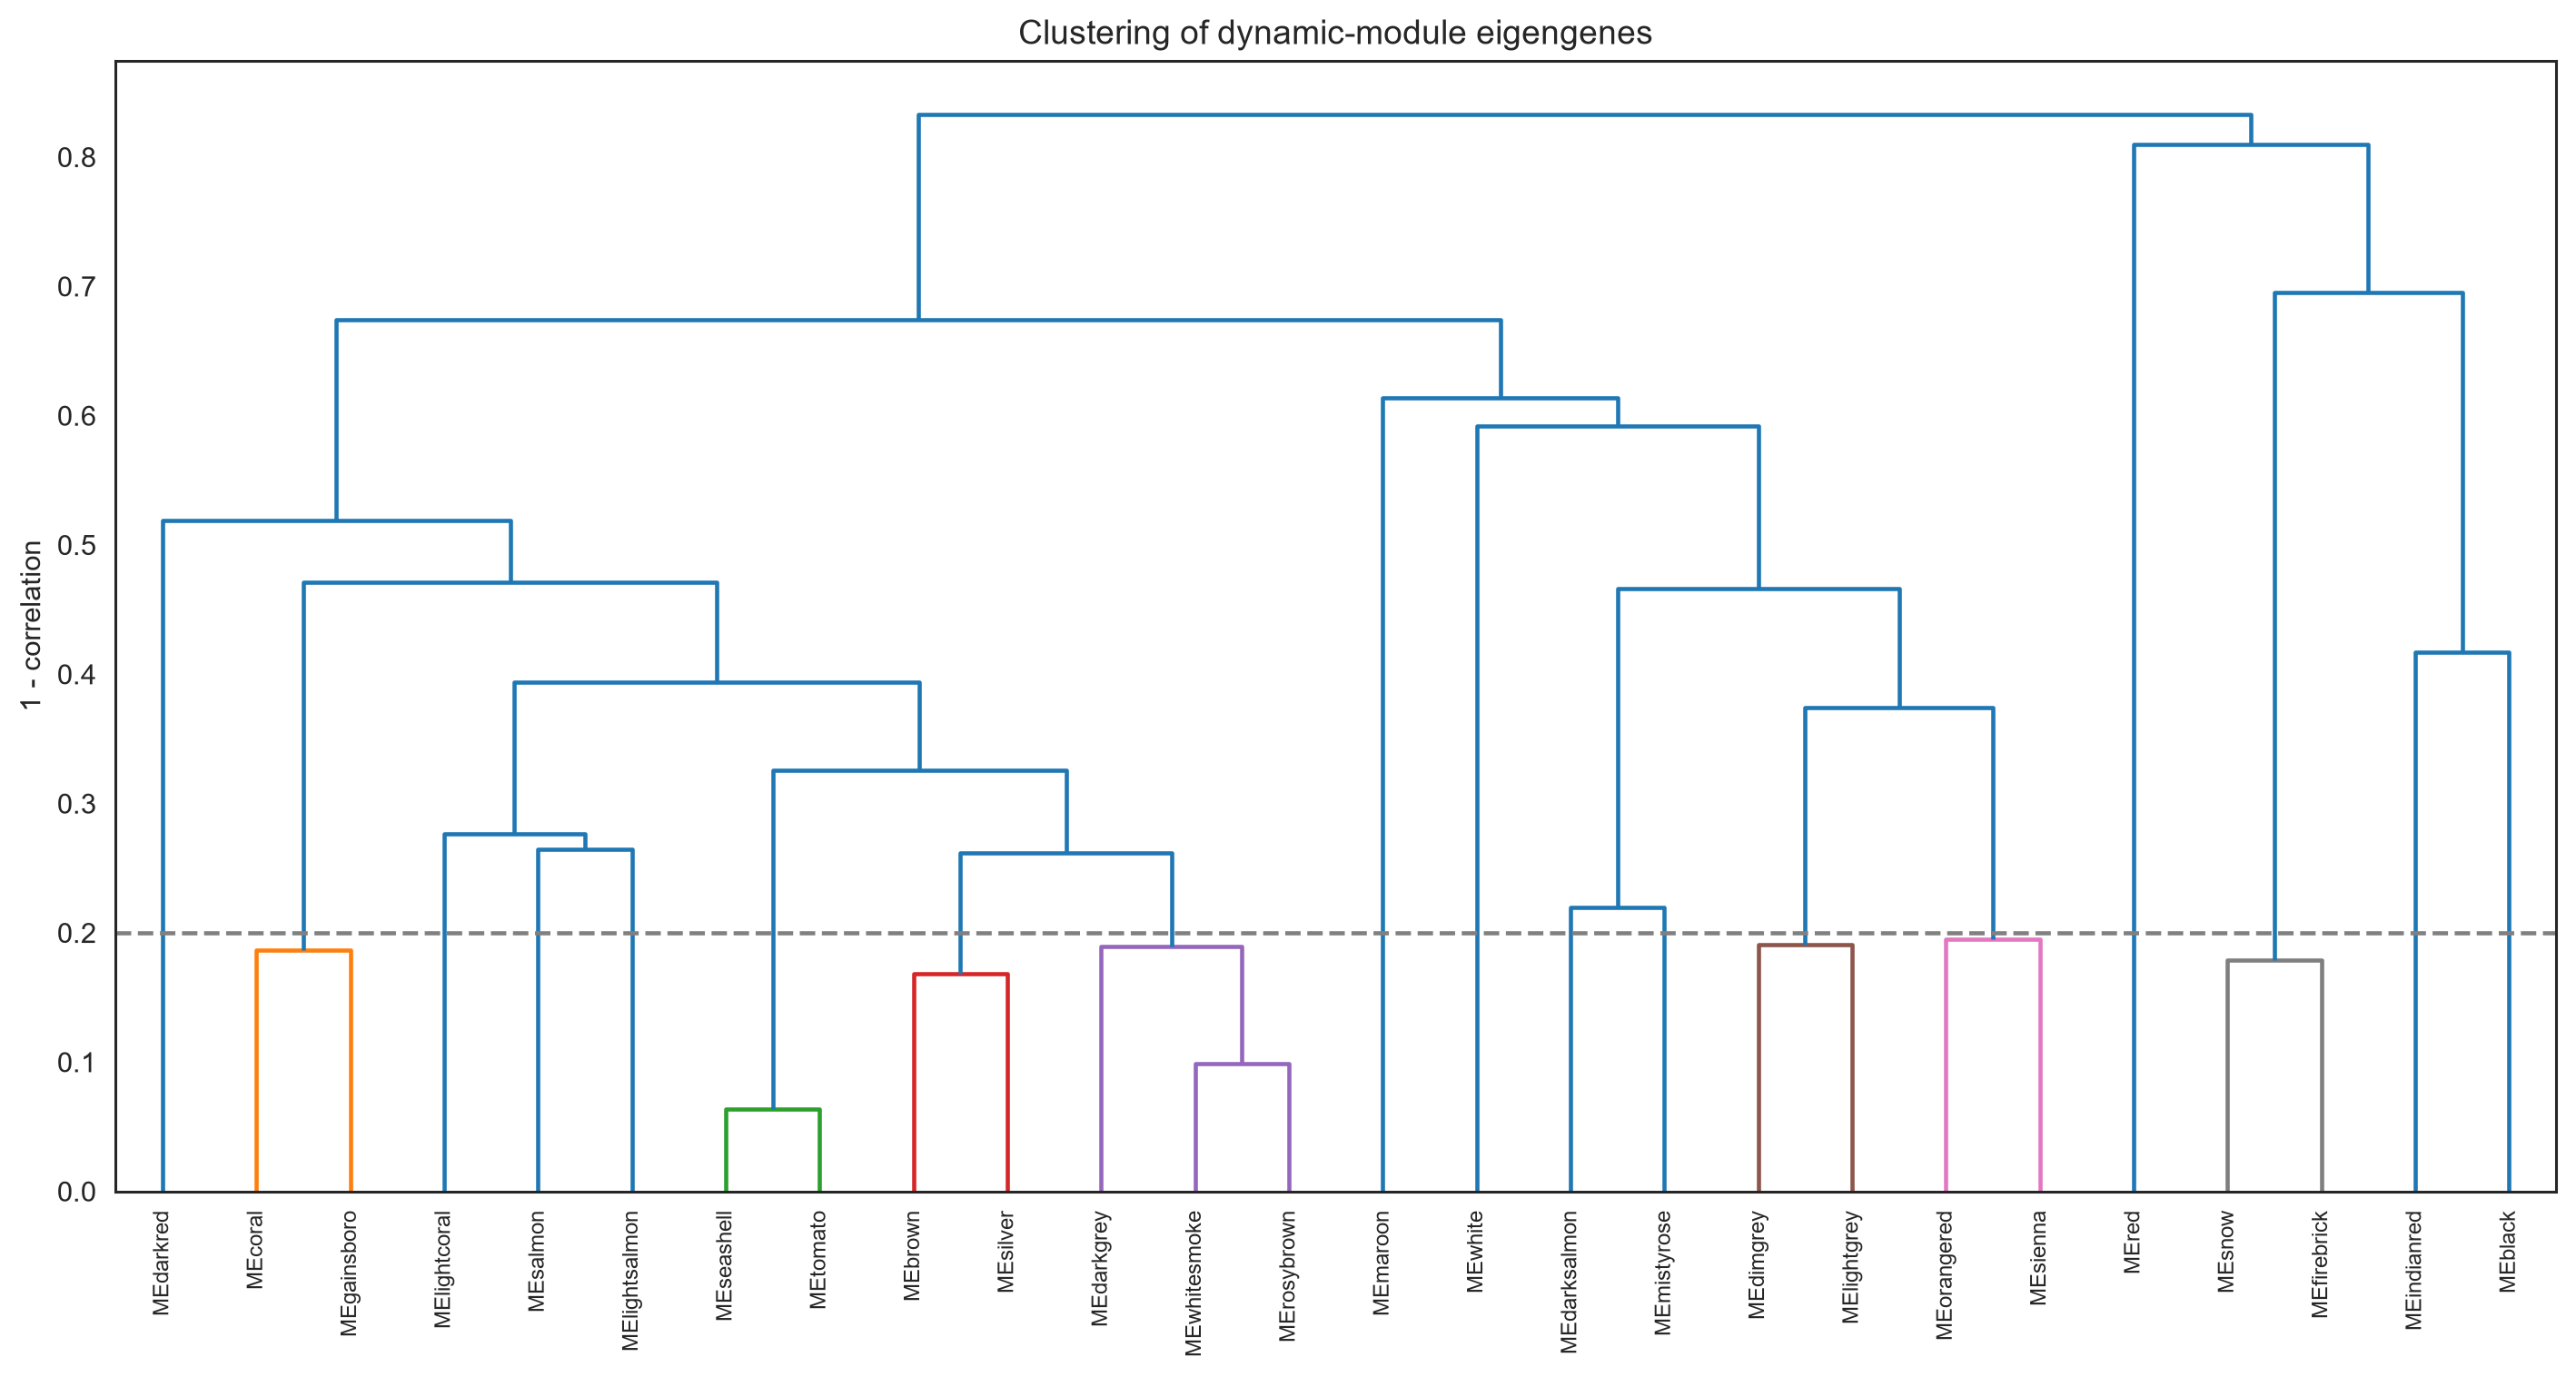 Clustering of dynamic-module eigengenes
1 - correlation
0.8
0.7
0.6
0.5
0.4
0.3
0.2
0.1
0.0
MEdarkred
MEcoral
MEgainsboro
MElightcoral
MEsalmon
MElightsalmon
MEseashell
MEtomato
MEbrown
MEsilver
MEdarkgrey
MEwhitesmoke
MErosybrown
MEmaroon
MEwhite
MEdarksalmon
MEmistyrose
MEdimgrey
MElightgrey
MEorangered
MEsienna
MEred
MEsnow
MEfirebrick
MEindianred
MEblack